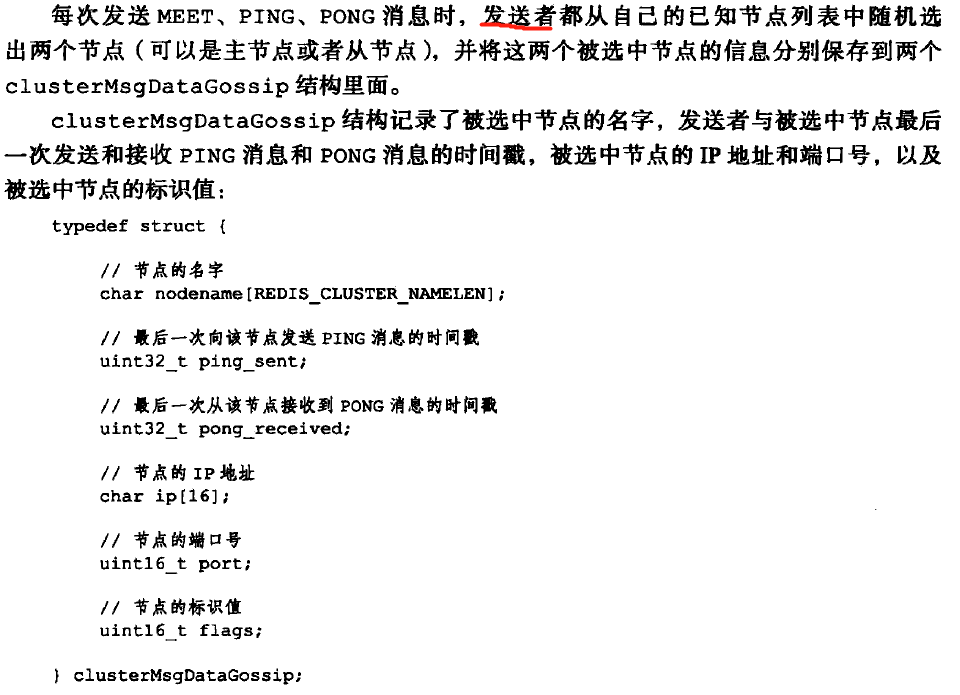 每次发送 MEET、PING、PONG 消息时，发送者都从自己的已知节点列表中随机选
出两个节点（可以是主节点或者从节点），并将这两个被选中节点的信息分别保存到两个
clusterMsgDataGossip 结构里面。
clusterMsgDataGossip 结构记录了被选中节点的名字，发送者与被选中节点最后
一次发送和接收 PING 消息和 PONG 消息的时间戳，被选中节点的 IP 地址和端口号，以及
被选中节点的标识值：
typedef struct {
// 节点的名字
char nodename[REDIS_CLUSTER_NAMELEN];
// 最后一次向该节点发送 PING 消息的时间戳
uint32_t ping_sent;
// 最后一次从该节点接收到 PONG 消息的时间戳
uint32_t pong_received;
// 节点的 IP 地址
char ip[16];
// 节点的端口号
uint16_t port;
// 节点的标识值
uint16_t flags;
} clusterMsgDataGossip;